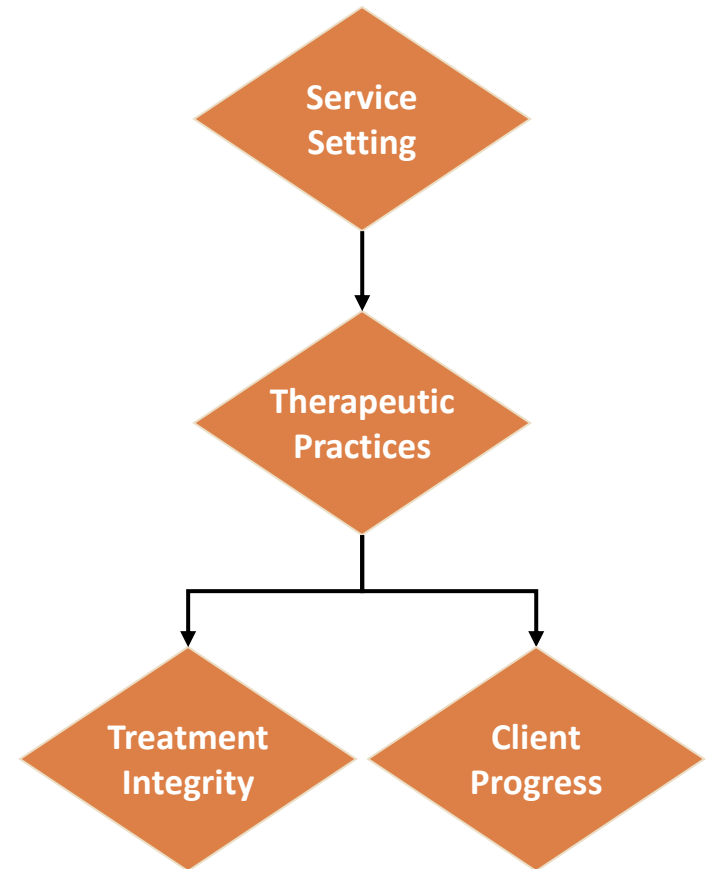 Service
Setting
Therapeutic
Practices
Treatment
Integrity
Client
Progress